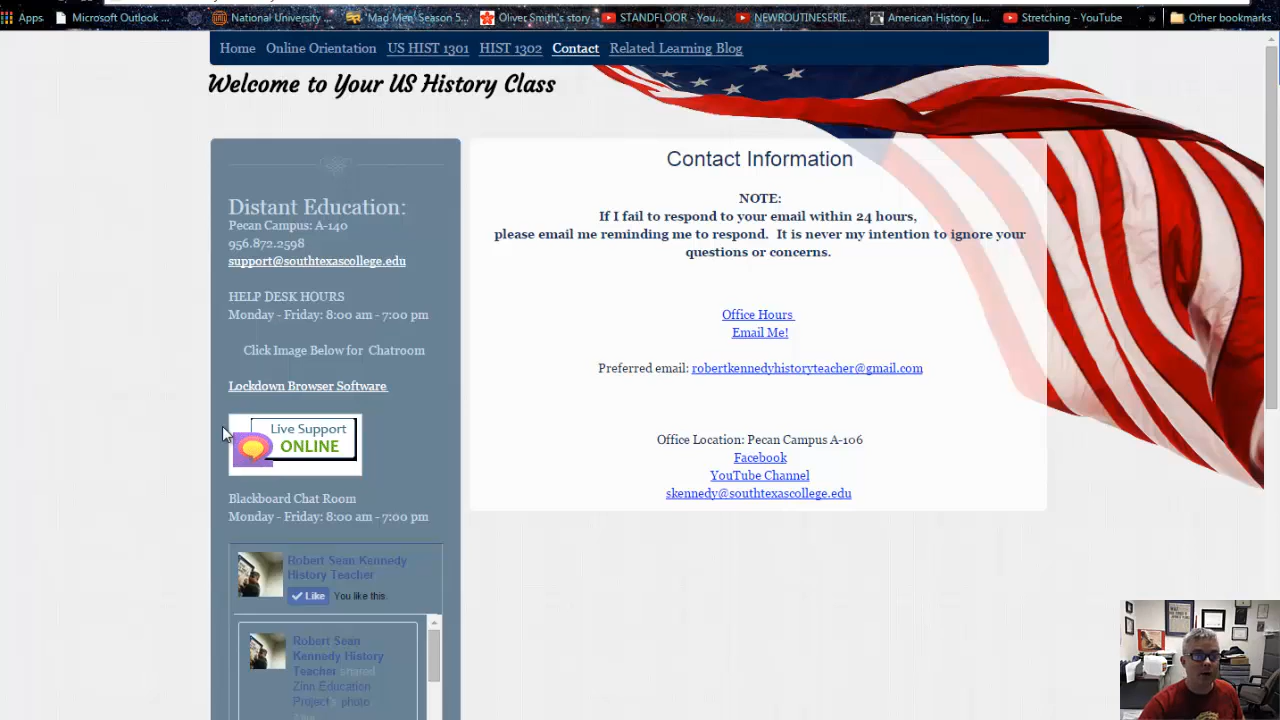 Apps Microsoft Outlook ... National University ... 'Mad Men' Season 5... Oliver Smith's story STANDFLOOR - You... NEWROUTINESERIE... American History [u... Stretching - YouTube » Other bookmarks
Home Online Orientation US HIST 1301 HIST 1302 Contact Related Learning Blog
Welcome to Your US History Class
Distant Education:
Pecan Campus: A-140
956.872.2598
support@southtexascollege.edu
HELP DESK HOURS
Monday - Friday: 8:00 am - 7:00 pm
Click Image Below for Chatroom
Lockdown Browser Software
Live Support
ONLINE
Blackboard Chat Room
Monday - Friday: 8:00 am - 7:00 pm
Robert Sean Kennedy
History Teacher
Like You like this.
Robert Sean
Kennedy History
Teacher shared
Zinn Education
Project's photo
Contact Information
NOTE:
If I fail to respond to your email within 24 hours,
please email me reminding me to respond. It is never my intention to ignore your
questions or concerns.
Office Hours
Email Me!
Preferred email: robertkennedyhistoryteacher@gmail.com
Office Location: Pecan Campus A-106
Facebook
YouTube Channel
skennedy@southtexascollege.edu